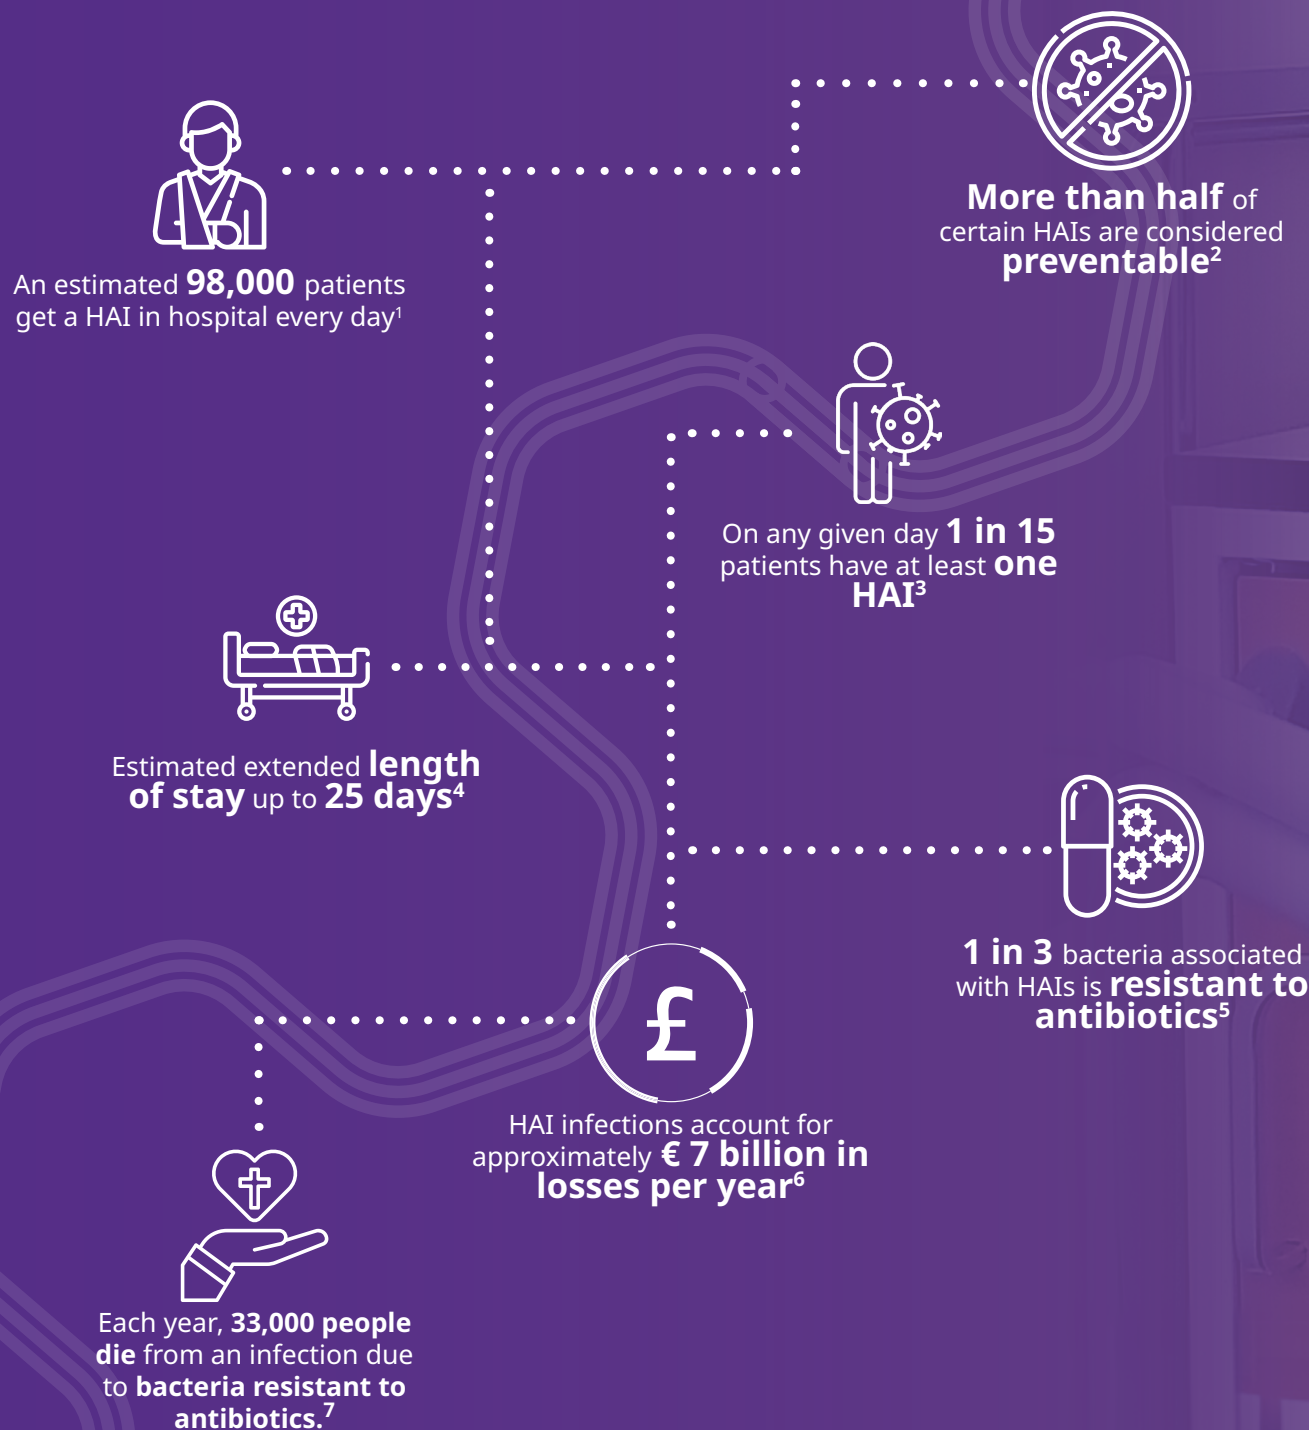 An estimated 98,000 patients
get a HAI in hospital every day¹
More than half of
certain HAIs are considered
preventable²
On any given day 1 in 15
patients have at least one
HAI³
Estimated extended length
of stay up to 25 days⁴
1 in 3 bacteria associated
with HAIs is resistant to
antibiotics⁵
£
HAI infections account for
approximately € 7 billion in
losses per year⁶
Each year, 33,000 people
die from an infection due
to bacteria resistant to
antibiotics.⁷